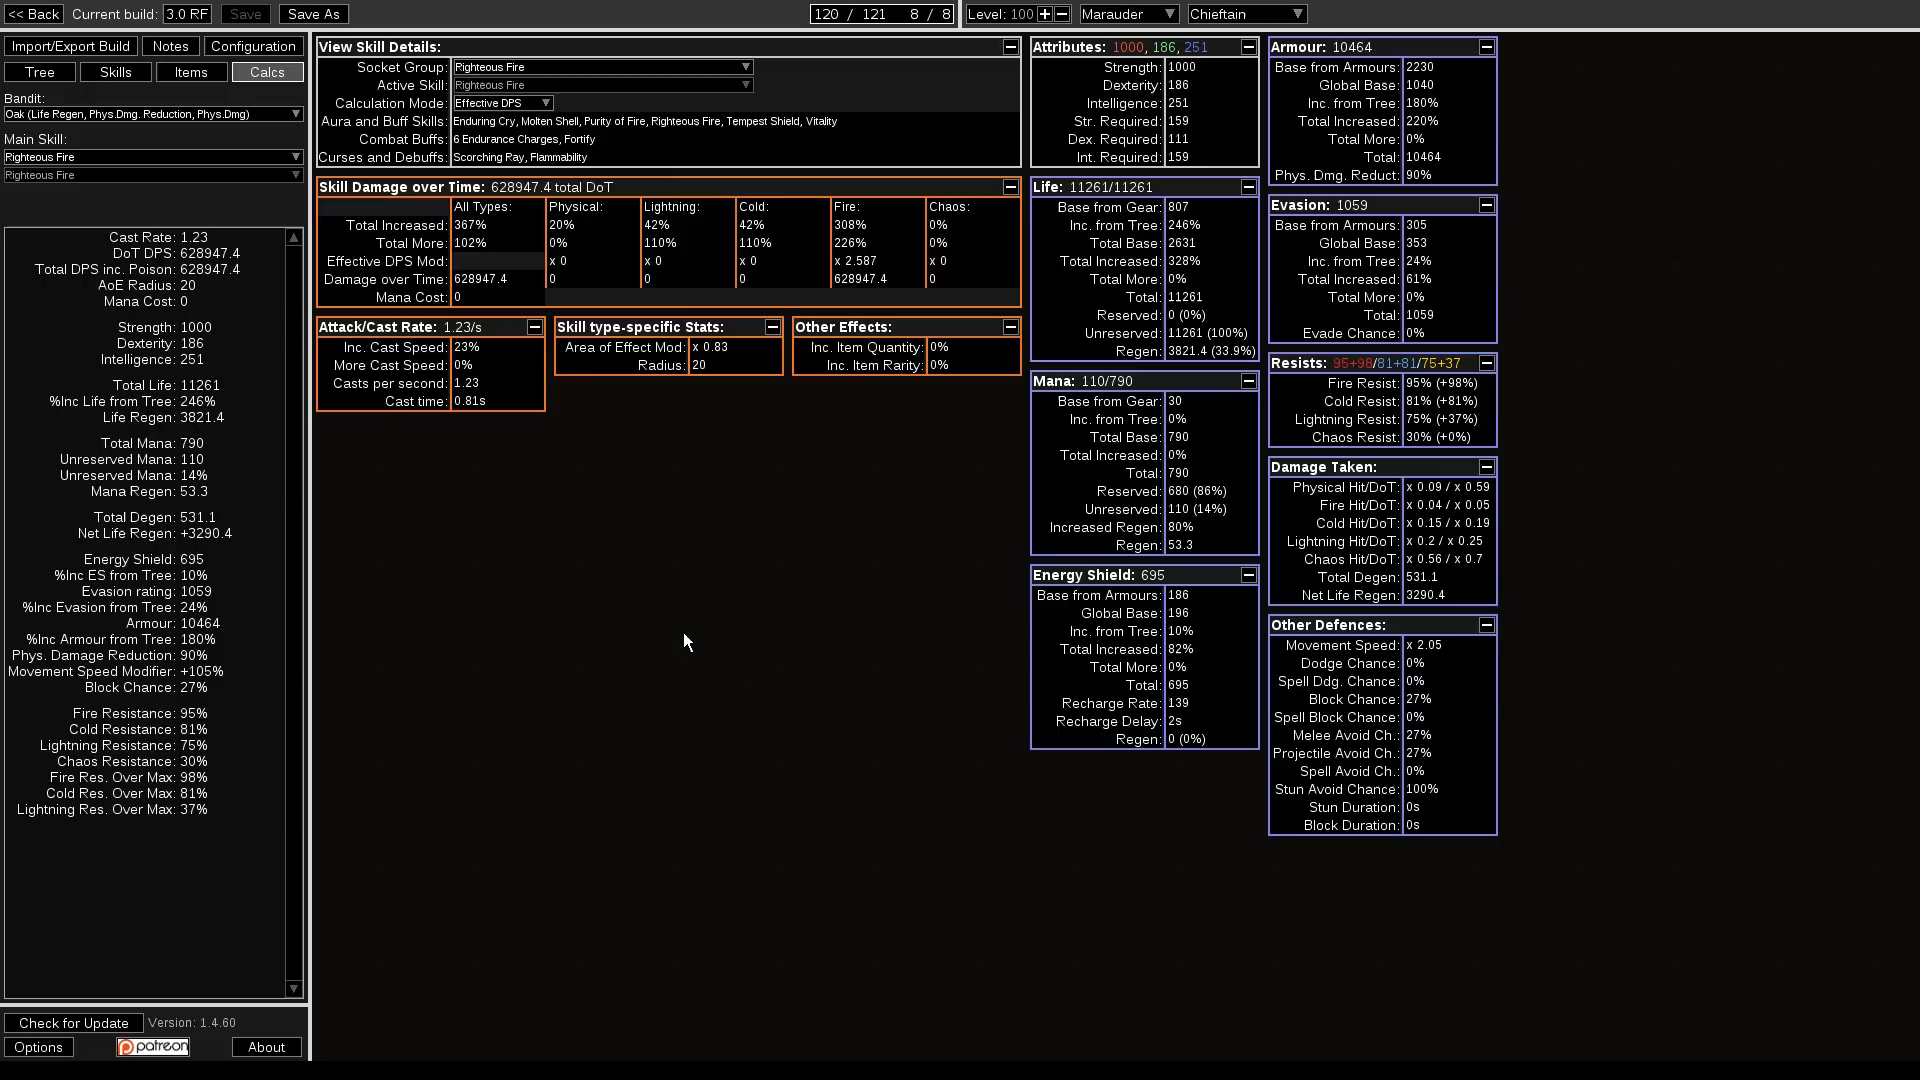 << Back Current build: 3.0 RF Save Save As 120 / 121 8 / 8 Level: 100 Marauder Chieftain
Import/Export Build Notes Configuration
Tree Skills Items Calcs
Bandit:
Oak (Life Regen, Phys.Dmg. Reduction, Phys.Dmg)
Main Skill:
Righteous Fire
Righteous Fire
Cast Rate: 1.23
DoT DPS: 628947.4
Total DPS inc. Poison: 628947.4
AoE Radius: 20
Mana Cost: 0
Strength: 1000
Dexterity: 186
Intelligence: 251
Total Life: 11261
%Inc Life from Tree: 246%
Life Regen: 3821.4
Total Mana: 790
Unreserved Mana: 110
Unreserved Mana: 14%
Mana Regen: 53.3
Total Degen: 531.1
Net Life Regen: +3290.4
Energy Shield: 695
%Inc ES from Tree: 10%
Evasion rating: 1059
%Inc Evasion from Tree: 24%
Armour: 10464
%Inc Armour from Tree: 180%
Phys. Damage Reduction: 90%
Movement Speed Modifier: +105%
Block Chance: 27%
Fire Resistance: 95%
Cold Resistance: 81%
Lightning Resistance: 75%
Chaos Resistance: 30%
Fire Res. Over Max: 98%
Cold Res. Over Max: 81%
Lightning Res. Over Max: 37%
Check for Update Version: 1.4.60
Options patreon About
View Skill Details:
Socket Group: Righteous Fire
Active Skill: Righteous Fire
Calculation Mode: Effective DPS
Aura and Buff Skills: Enduring Cry, Molten Shell, Purity of Fire, Righteous Fire, Tempest Shield, Vitality
Combat Buffs: 6 Endurance Charges, Fortify
Curses and Debuffs: Scorching Ray, Flammability
Skill Damage over Time: 628947.4 total DoT
All Types: Physical: Lightning: Cold: Fire: Chaos:
Total Increased: 367% 20% 42% 42% 308% 0%
Total More: 102% 0% 110% 110% 226% 0%
Effective DPS Mod: x 0 x 0 x 0 x 2.587 x 0
Damage over Time: 628947.4 0 0 0 628947.4 0
Mana Cost: 0
Attack/Cast Rate: 1.23/s
Inc. Cast Speed: 23%
More Cast Speed: 0%
Casts per second: 1.23
Cast time: 0.81s
Skill type-specific Stats:
Area of Effect Mod: x 0.83
Radius: 20
Other Effects:
Inc. Item Quantity: 0%
Inc. Item Rarity: 0%
Attributes: 1000, 186, 251
Strength: 1000
Dexterity: 186
Intelligence: 251
Str. Required: 159
Dex. Required: 111
Int. Required: 159
Life: 11261/11261
Base from Gear: 807
Inc. from Tree: 246%
Total Base: 2631
Total Increased: 328%
Total More: 0%
Total: 11261
Reserved: 0 (0%)
Unreserved: 11261 (100%)
Regen: 3821.4 (33.9%)
Mana: 110/790
Base from Gear: 30
Inc. from Tree: 0%
Total Base: 790
Total Increased: 0%
Total: 790
Reserved: 680 (86%)
Unreserved: 110 (14%)
Increased Regen: 80%
Regen: 53.3
Energy Shield: 695
Base from Armours: 186
Global Base: 196
Inc. from Tree: 10%
Total Increased: 82%
Total More: 0%
Total: 695
Recharge Rate: 139
Recharge Delay: 2s
Regen: 0 (0%)
Armour: 10464
Base from Armours: 2230
Global Base: 1040
Inc. from Tree: 180%
Total Increased: 220%
Total More: 0%
Total: 10464
Phys. Dmg. Reduct: 90%
Evasion: 1059
Base from Armours: 305
Global Base: 353
Inc. from Tree: 24%
Total Increased: 61%
Total More: 0%
Total: 1059
Evade Chance: 0%
Resists: 95+98/81+81/75+37
Fire Resist: 95% (+98%)
Cold Resist: 81% (+81%)
Lightning Resist: 75% (+37%)
Chaos Resist: 30% (+0%)
Damage Taken:
Physical Hit/DoT: x 0.09 / x 0.59
Fire Hit/DoT: x 0.04 / x 0.05
Cold Hit/DoT: x 0.15 / x 0.19
Lightning Hit/DoT: x 0.2 / x 0.25
Chaos Hit/DoT: x 0.56 / x 0.7
Total Degen: 531.1
Net Life Regen: 3290.4
Other Defences:
Movement Speed: x 2.05
Dodge Chance: 0%
Spell Ddg. Chance: 0%
Block Chance: 27%
Spell Block Chance: 0%
Melee Avoid Ch.: 27%
Projectile Avoid Ch.: 27%
Spell Avoid Ch.: 0%
Stun Avoid Chance: 100%
Stun Duration: 0s
Block Duration: 0s